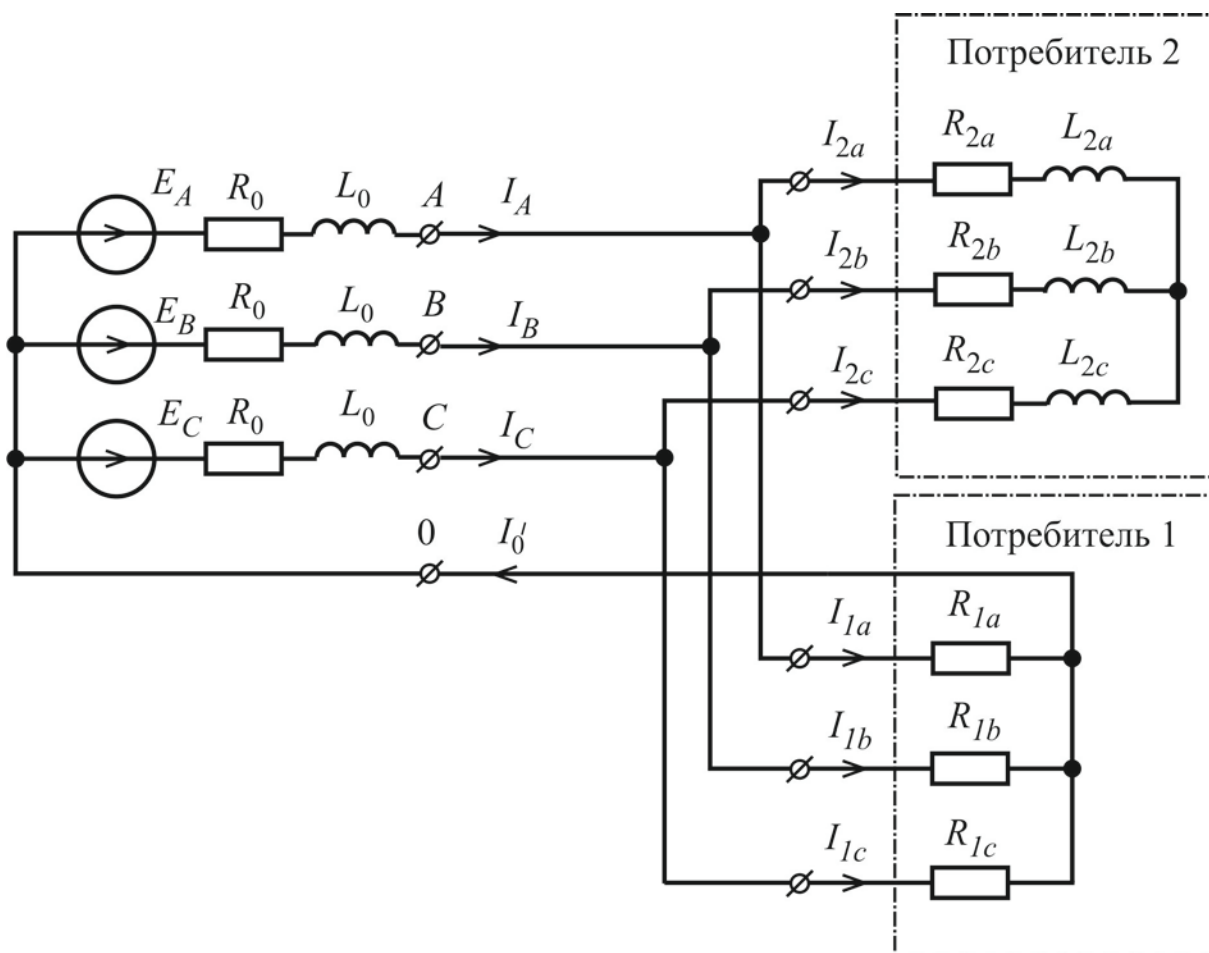 Потребитель 2
I2a R2a L2a
EA R0 L0 A IA
I2b R2b L2b
EB R0 L0 B IB
I2c R2c L2c
EC R0 L0 C IC
0 I0′
Потребитель 1
I1a R1a
I1b R1b
I1c R1c